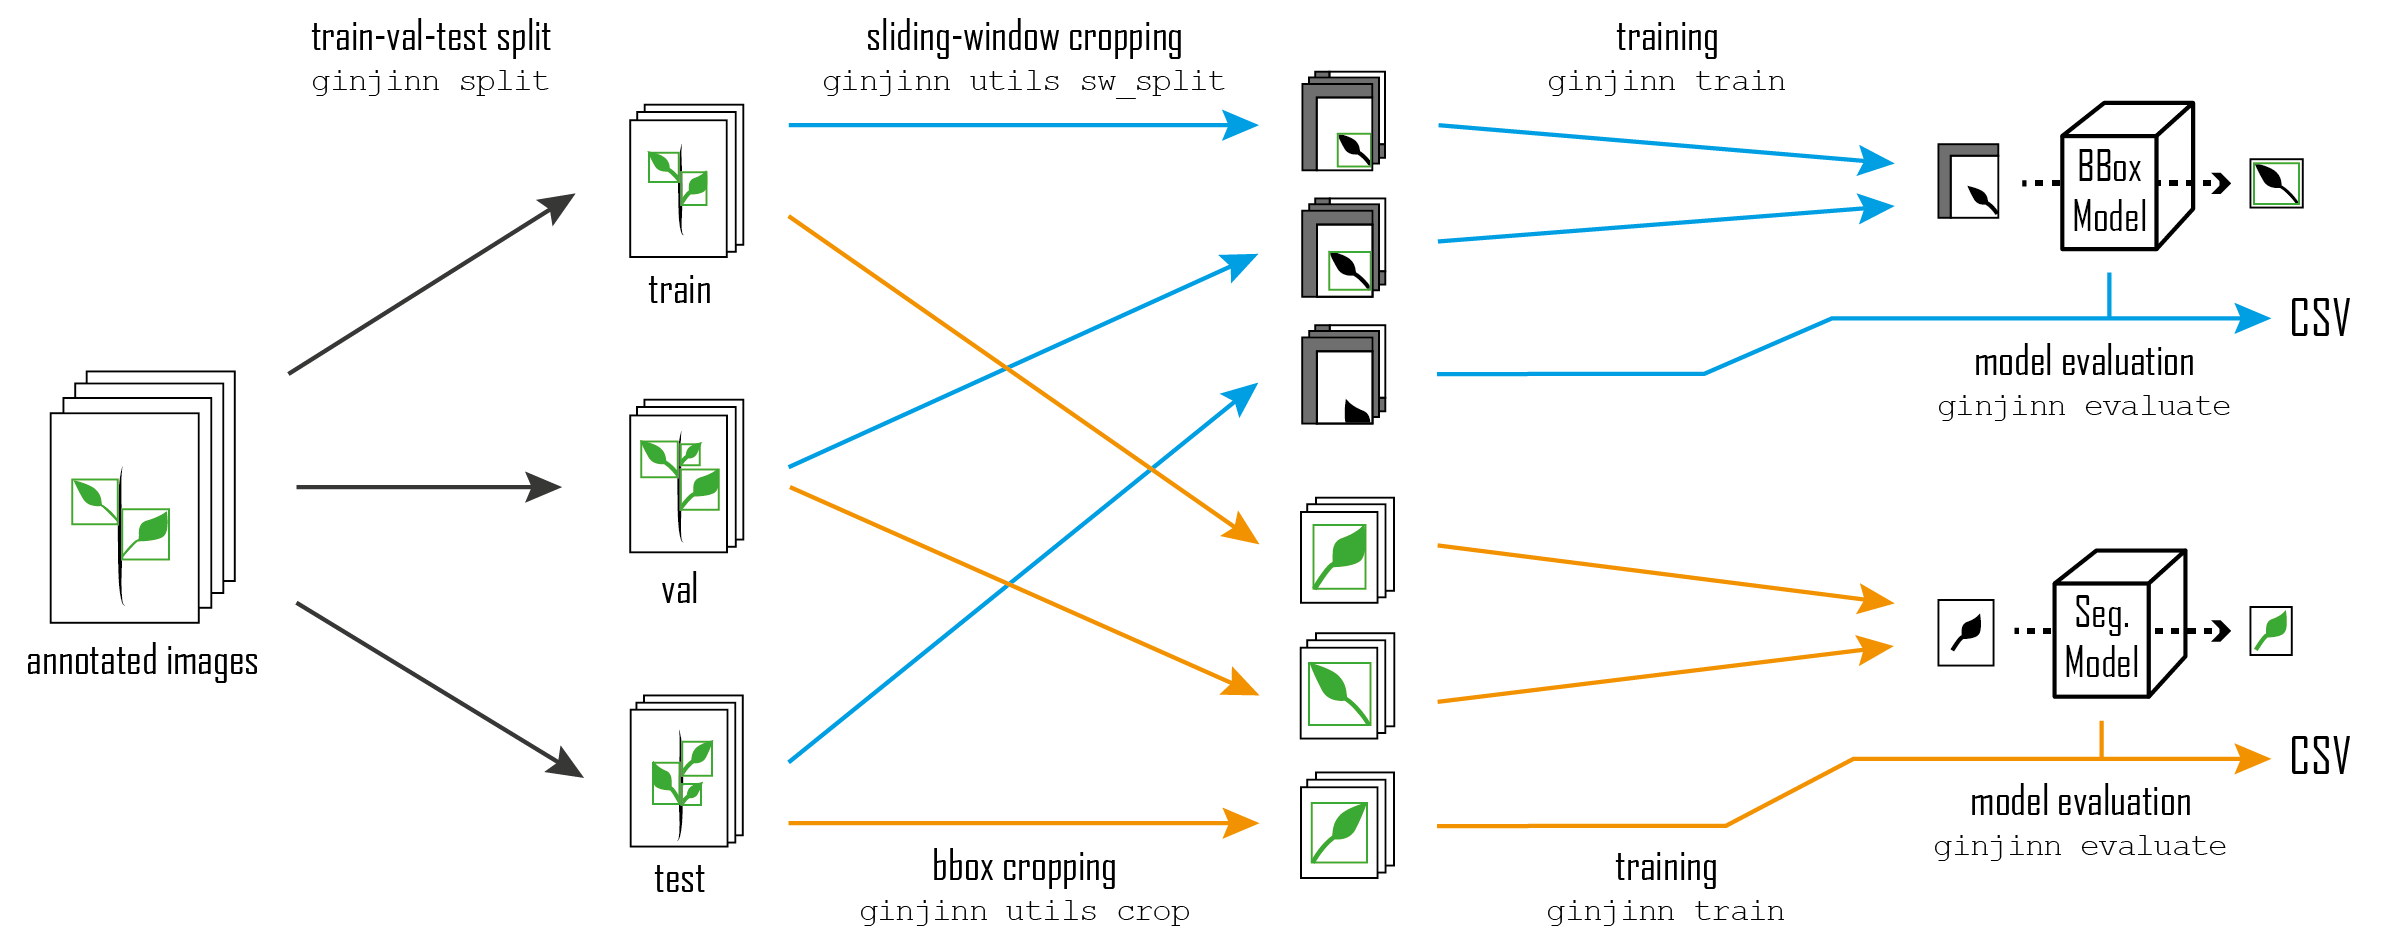 train-val-test split
ginjinn split
sliding-window cropping
ginjinn utils sw_split
training
ginjinn train
train
BBox
Model
CSV
model evaluation
ginjinn evaluate
annotated images
val
Seg.
Model
CSV
model evaluation
ginjinn evaluate
test
bbox cropping
ginjinn utils crop
training
ginjinn train